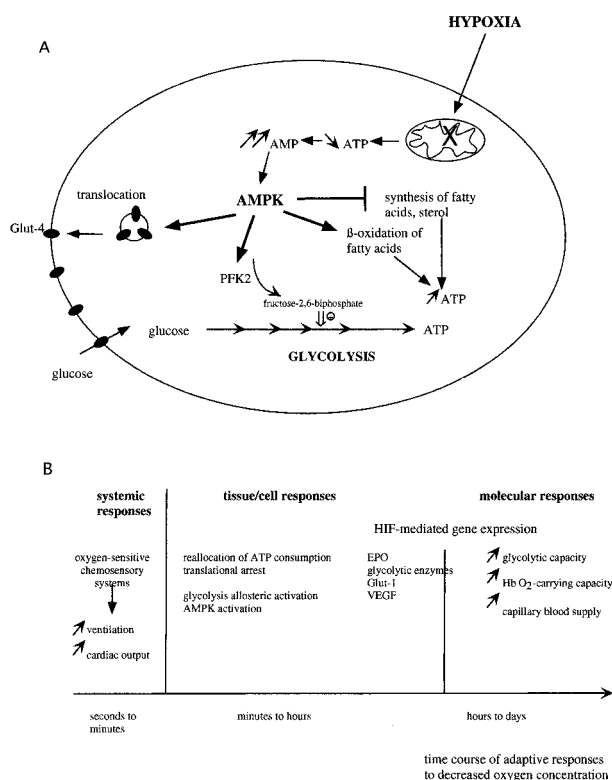 A
HYPOXIA
AMP
ATP
translocation
AMPK
synthesis of fatty
acids, sterol
Glut-4
ß-oxidation of
fatty acids
PFK2
fructose-2,6-biphosphate
ATP
glucose
ATP
GLYCOLYSIS
glucose
B
systemic
responses
tissue/cell responses
molecular responses
HIF-mediated gene expression
oxygen-sensitive
chemosensory
systems
reallocation of ATP consumption
translational arrest
glycolysis allosteric activation
AMPK activation
EPO
glycolytic enzymes
Glut-1
VEGF
glycolytic capacity
Hb O2-carrying capacity
capillary blood supply
ventilation
cardiac output
seconds to
minutes
minutes to hours
hours to days
time course of adaptive responses
to decreased oxygen concentration